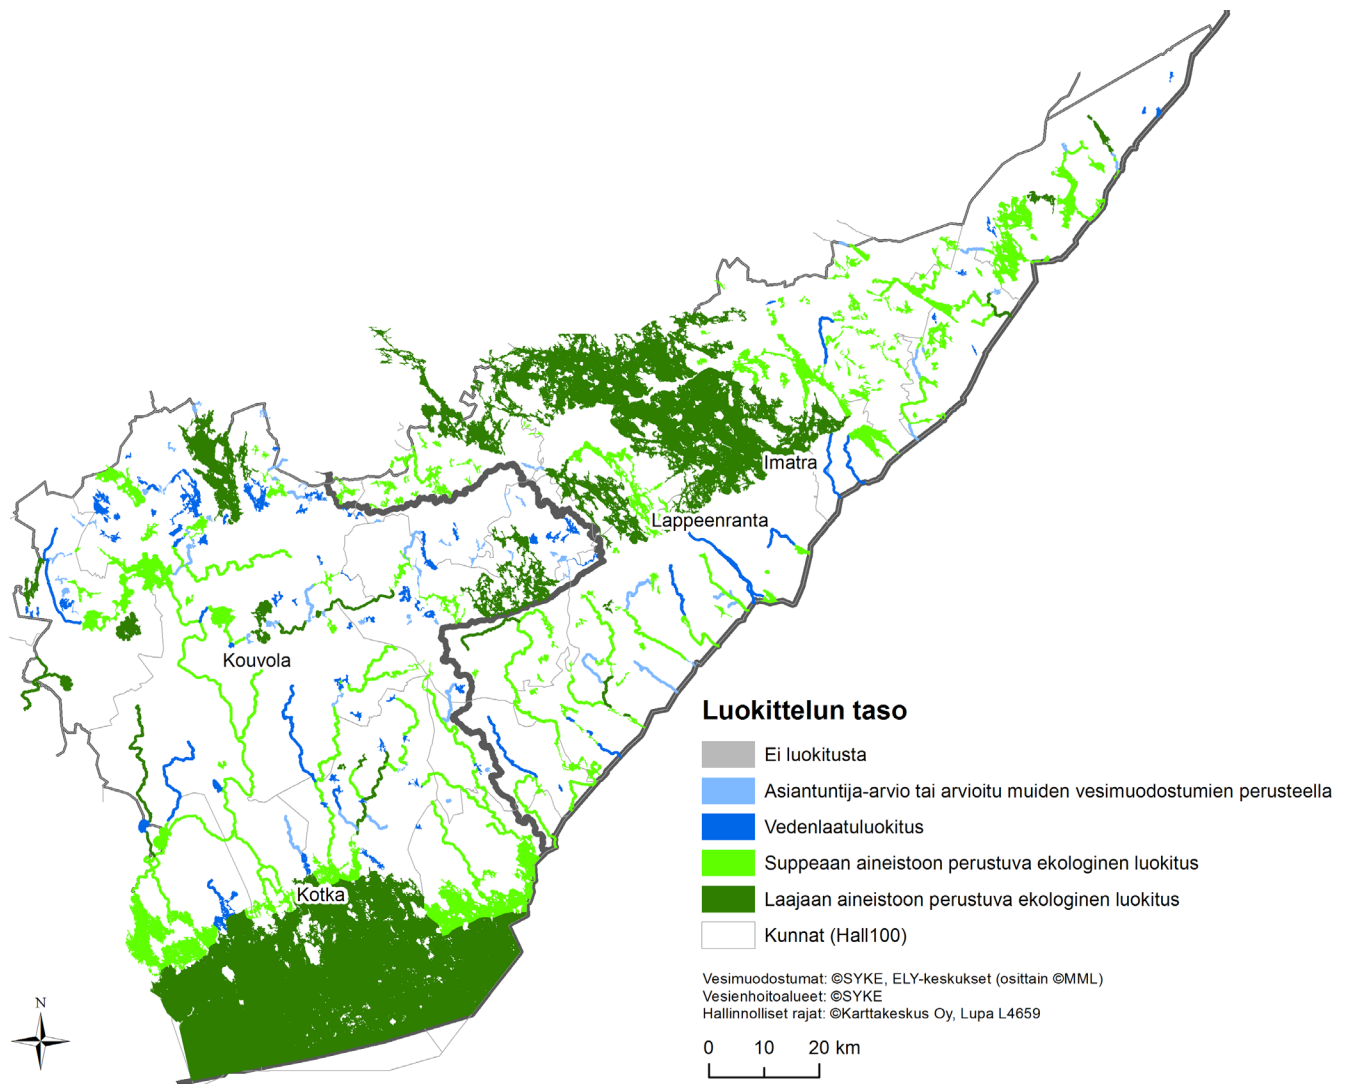 Imatra
Lappeenranta
Kouvola
Kotka
Luokittelun taso
Ei luokitusta
Asiantuntija-arvio tai arvioitu muiden vesimuodostumien perusteella
Vedenlaatuluokitus
Suppeaan aineistoon perustuva ekologinen luokitus
Laajaan aineistoon perustuva ekologinen luokitus
Kunnat (Hall100)
Vesimuodostumat: ©SYKE, ELY-keskukset (osittain ©MML)
Vesienhoitoalueet: ©SYKE
Hallinnolliset rajat: ©Karttakeskus Oy, Lupa L4659
N
0 10 20 km